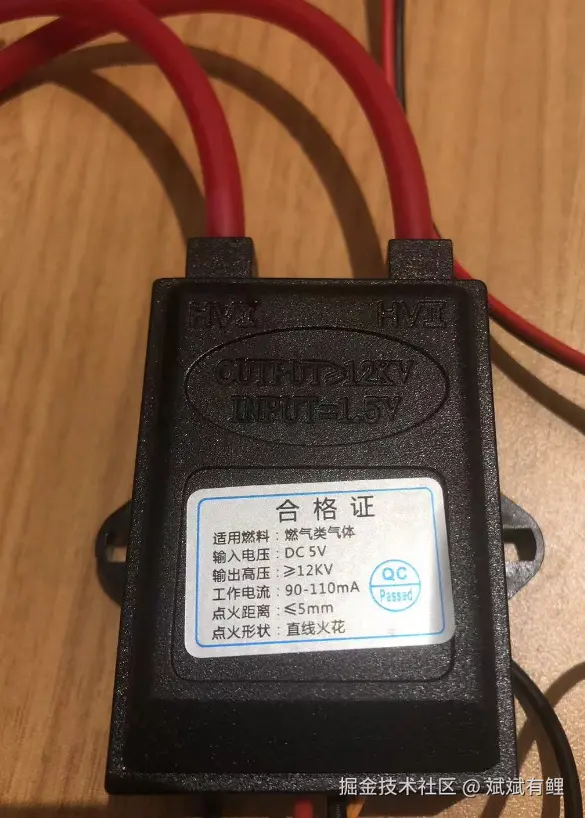 HVI HVII
OUTPUT≥12KV
INPUT=1.5V
合格证
适用燃料：燃气类气体
输入电压：DC 5V
输出高压：≥12KV
工作电流：90-110mA
点火距离：≤5mm
点火形状：直线火花
QC
Passed
掘金技术社区 @ 斌斌有鲤